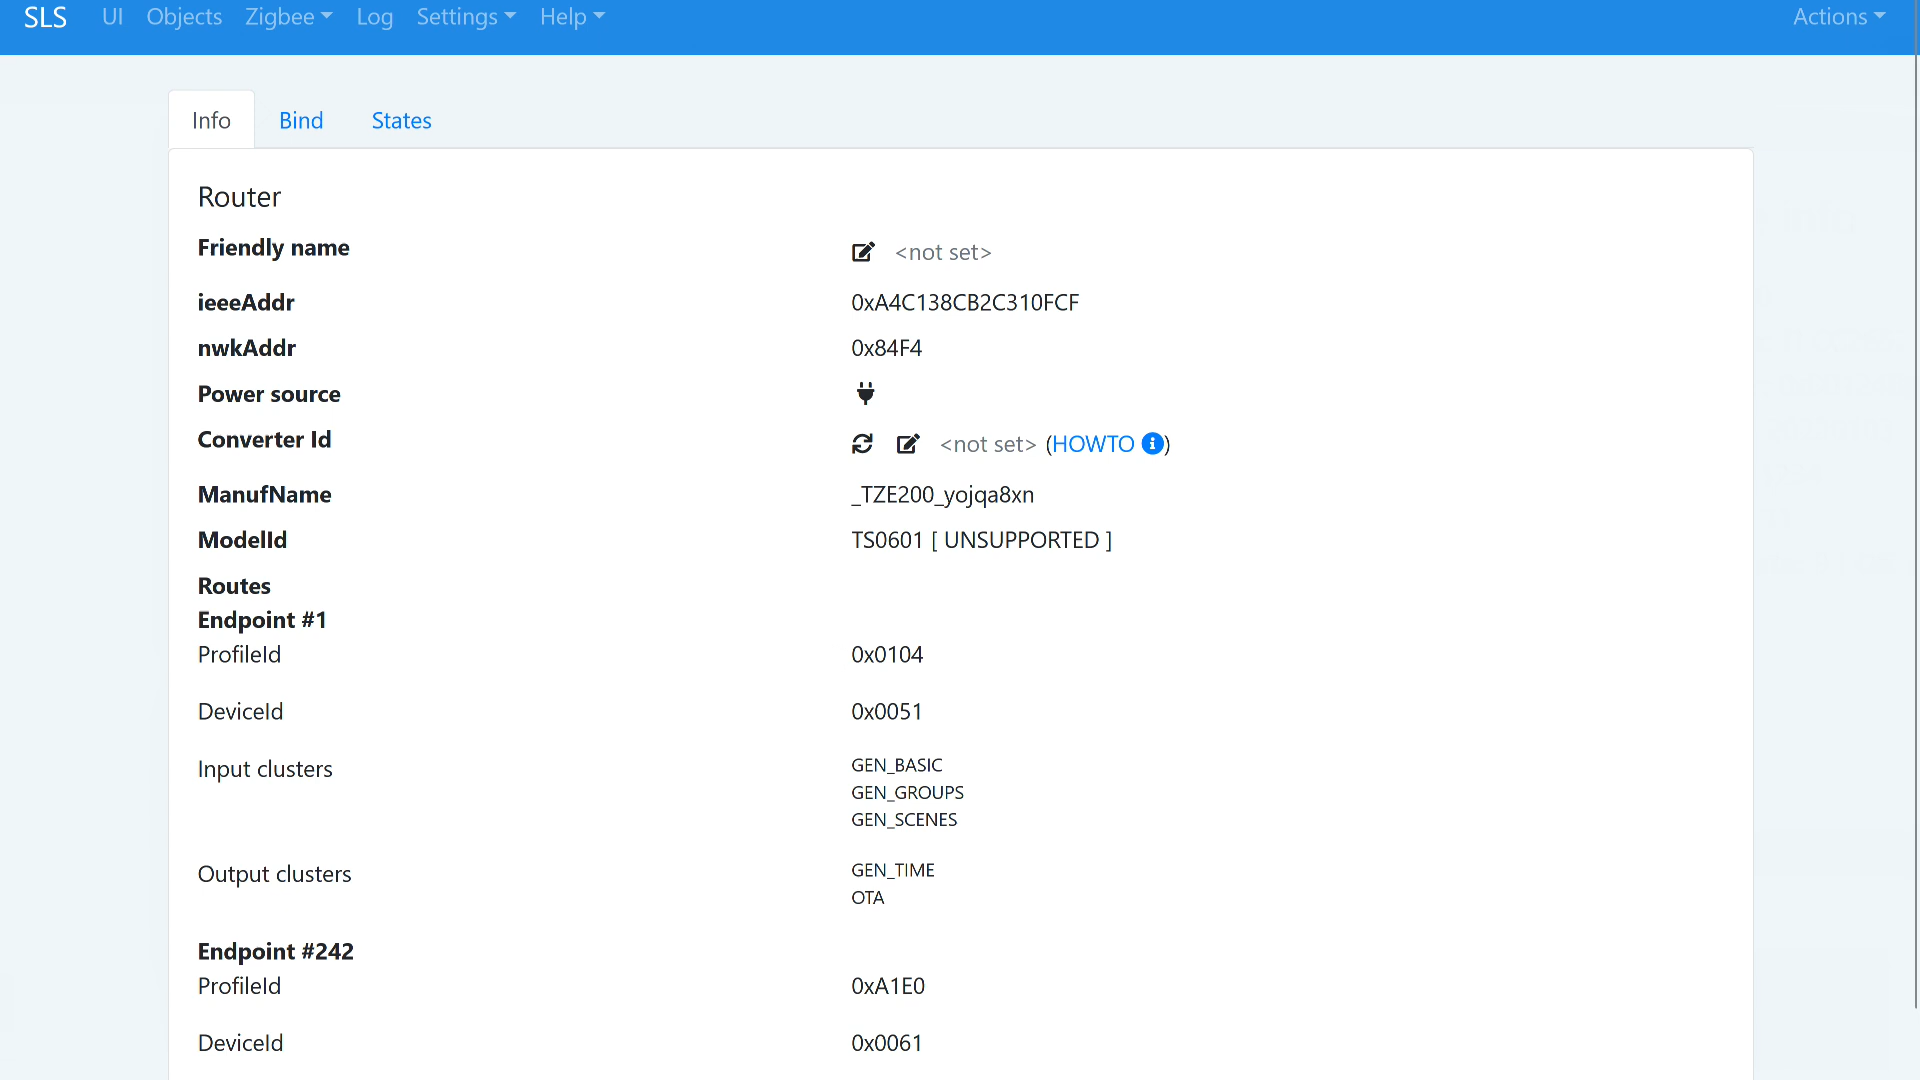 SLS UI Objects Zigbee Log Settings Help Actions
Info Bind States
Router
Friendly name <not set>
ieeeAddr 0xA4C138CB2C310FCF
nwkAddr 0x84F4
Power source
Converter Id <not set> (HOWTO i)
ManufName _TZE200_yojqa8xn
ModelId TS0601 [ UNSUPPORTED ]
Routes
Endpoint #1
ProfileId 0x0104
DeviceId 0x0051
Input clusters GEN_BASIC
GEN_GROUPS
GEN_SCENES
Output clusters GEN_TIME
OTA
Endpoint #242
ProfileId 0xA1E0
DeviceId 0x0061